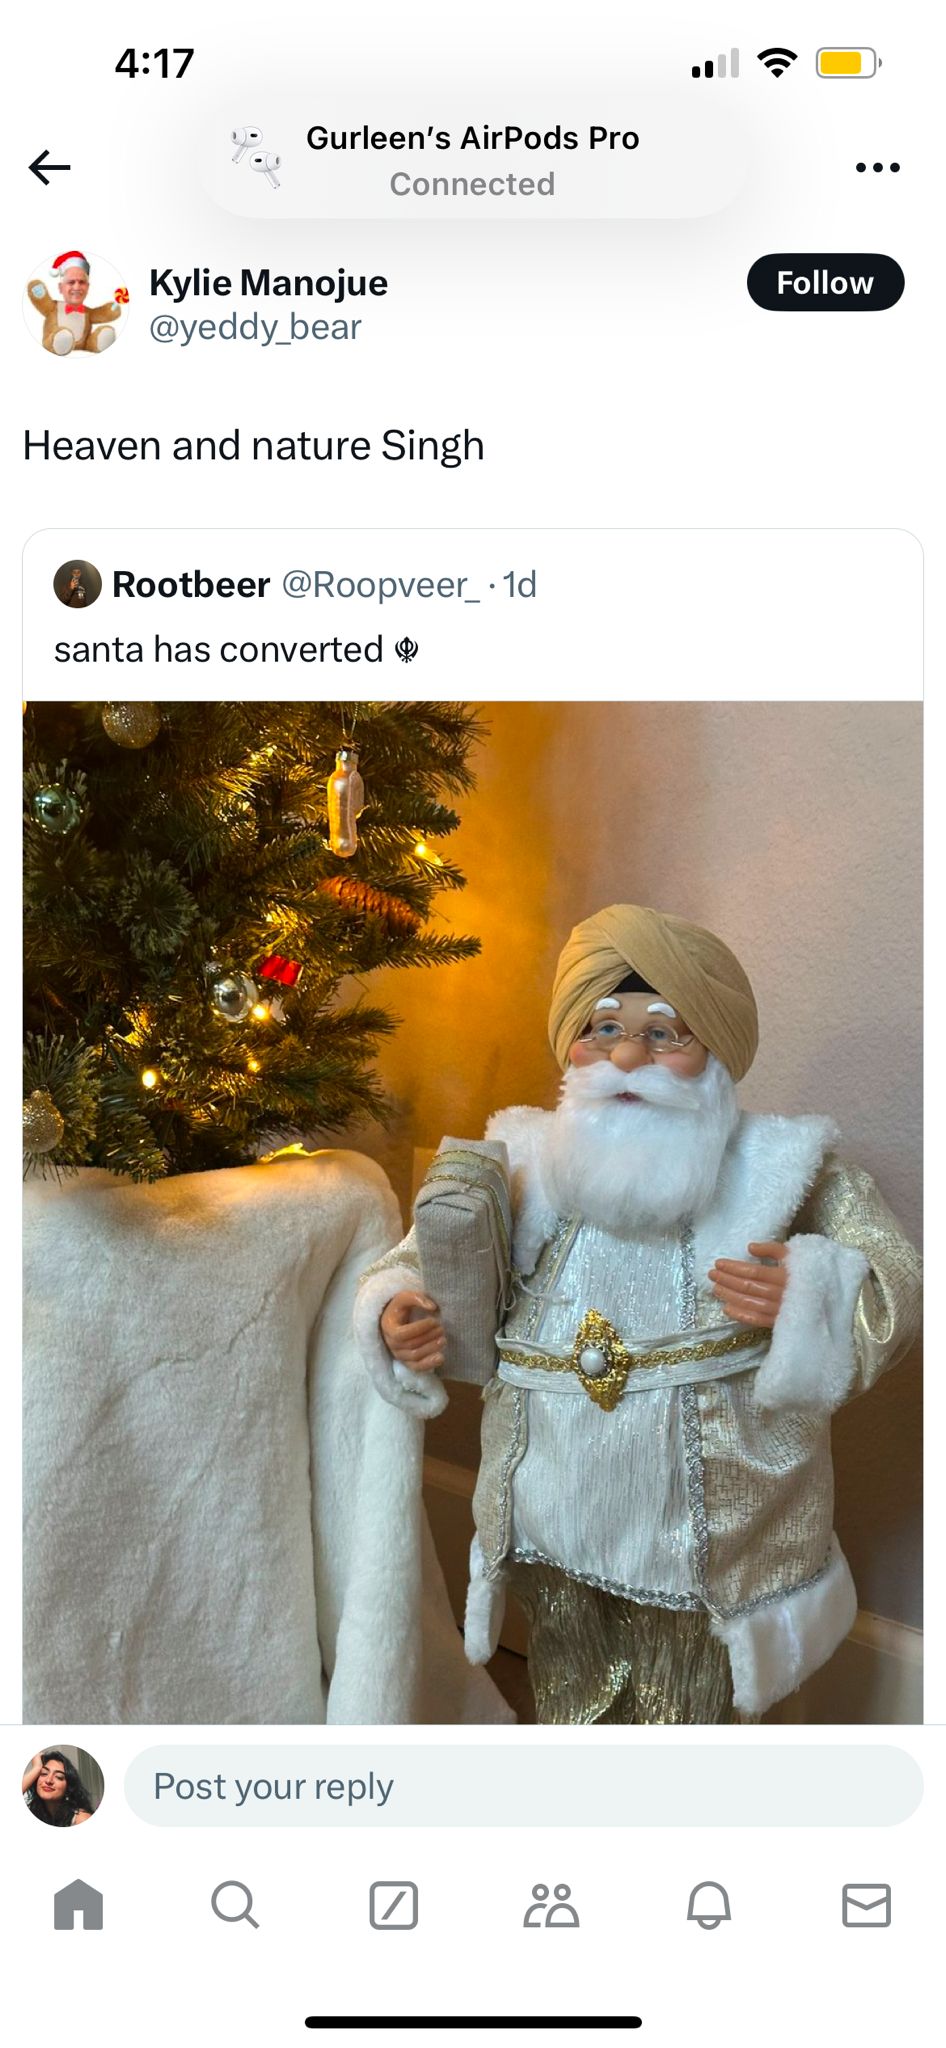 4:17
Gurleen’s AirPods Pro
Connected
Kylie Manojue
@yeddy_bear
Follow
Heaven and nature Singh
Rootbeer @Roopveer_ · 1d
santa has converted ☬
Post your reply